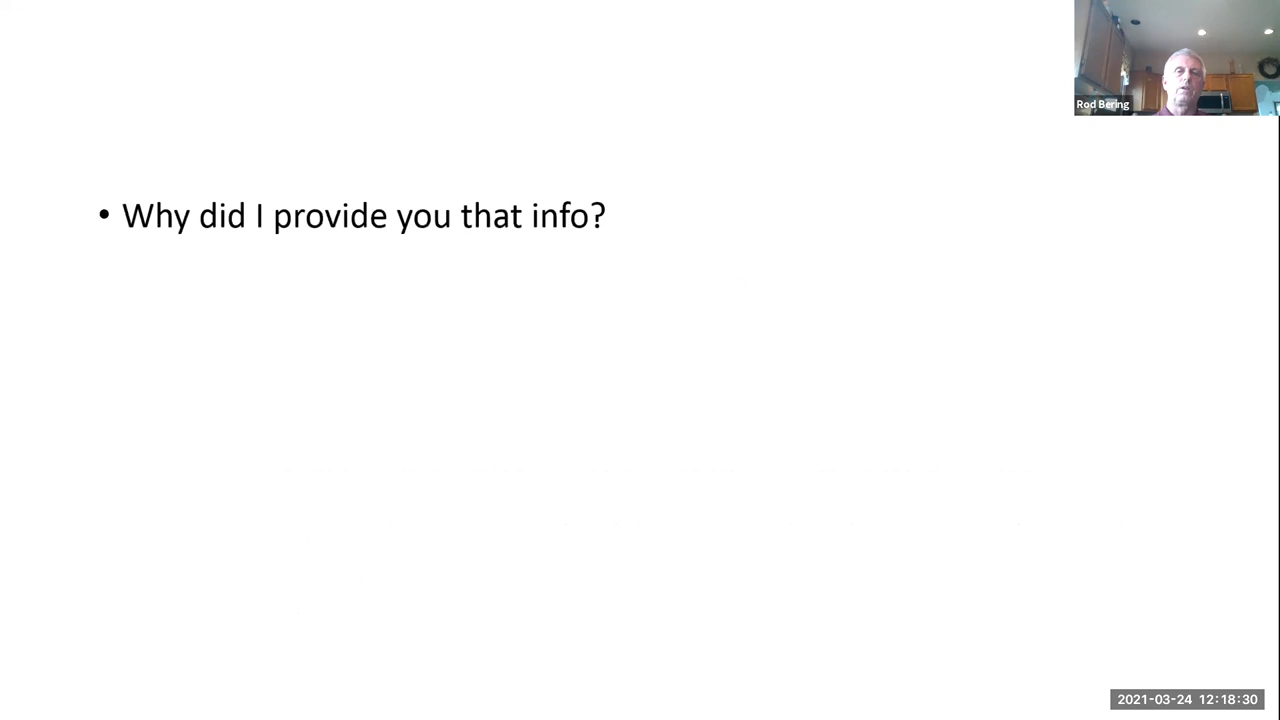 Rod Bering
• Why did I provide you that info?
2021-03-24 12:18:30